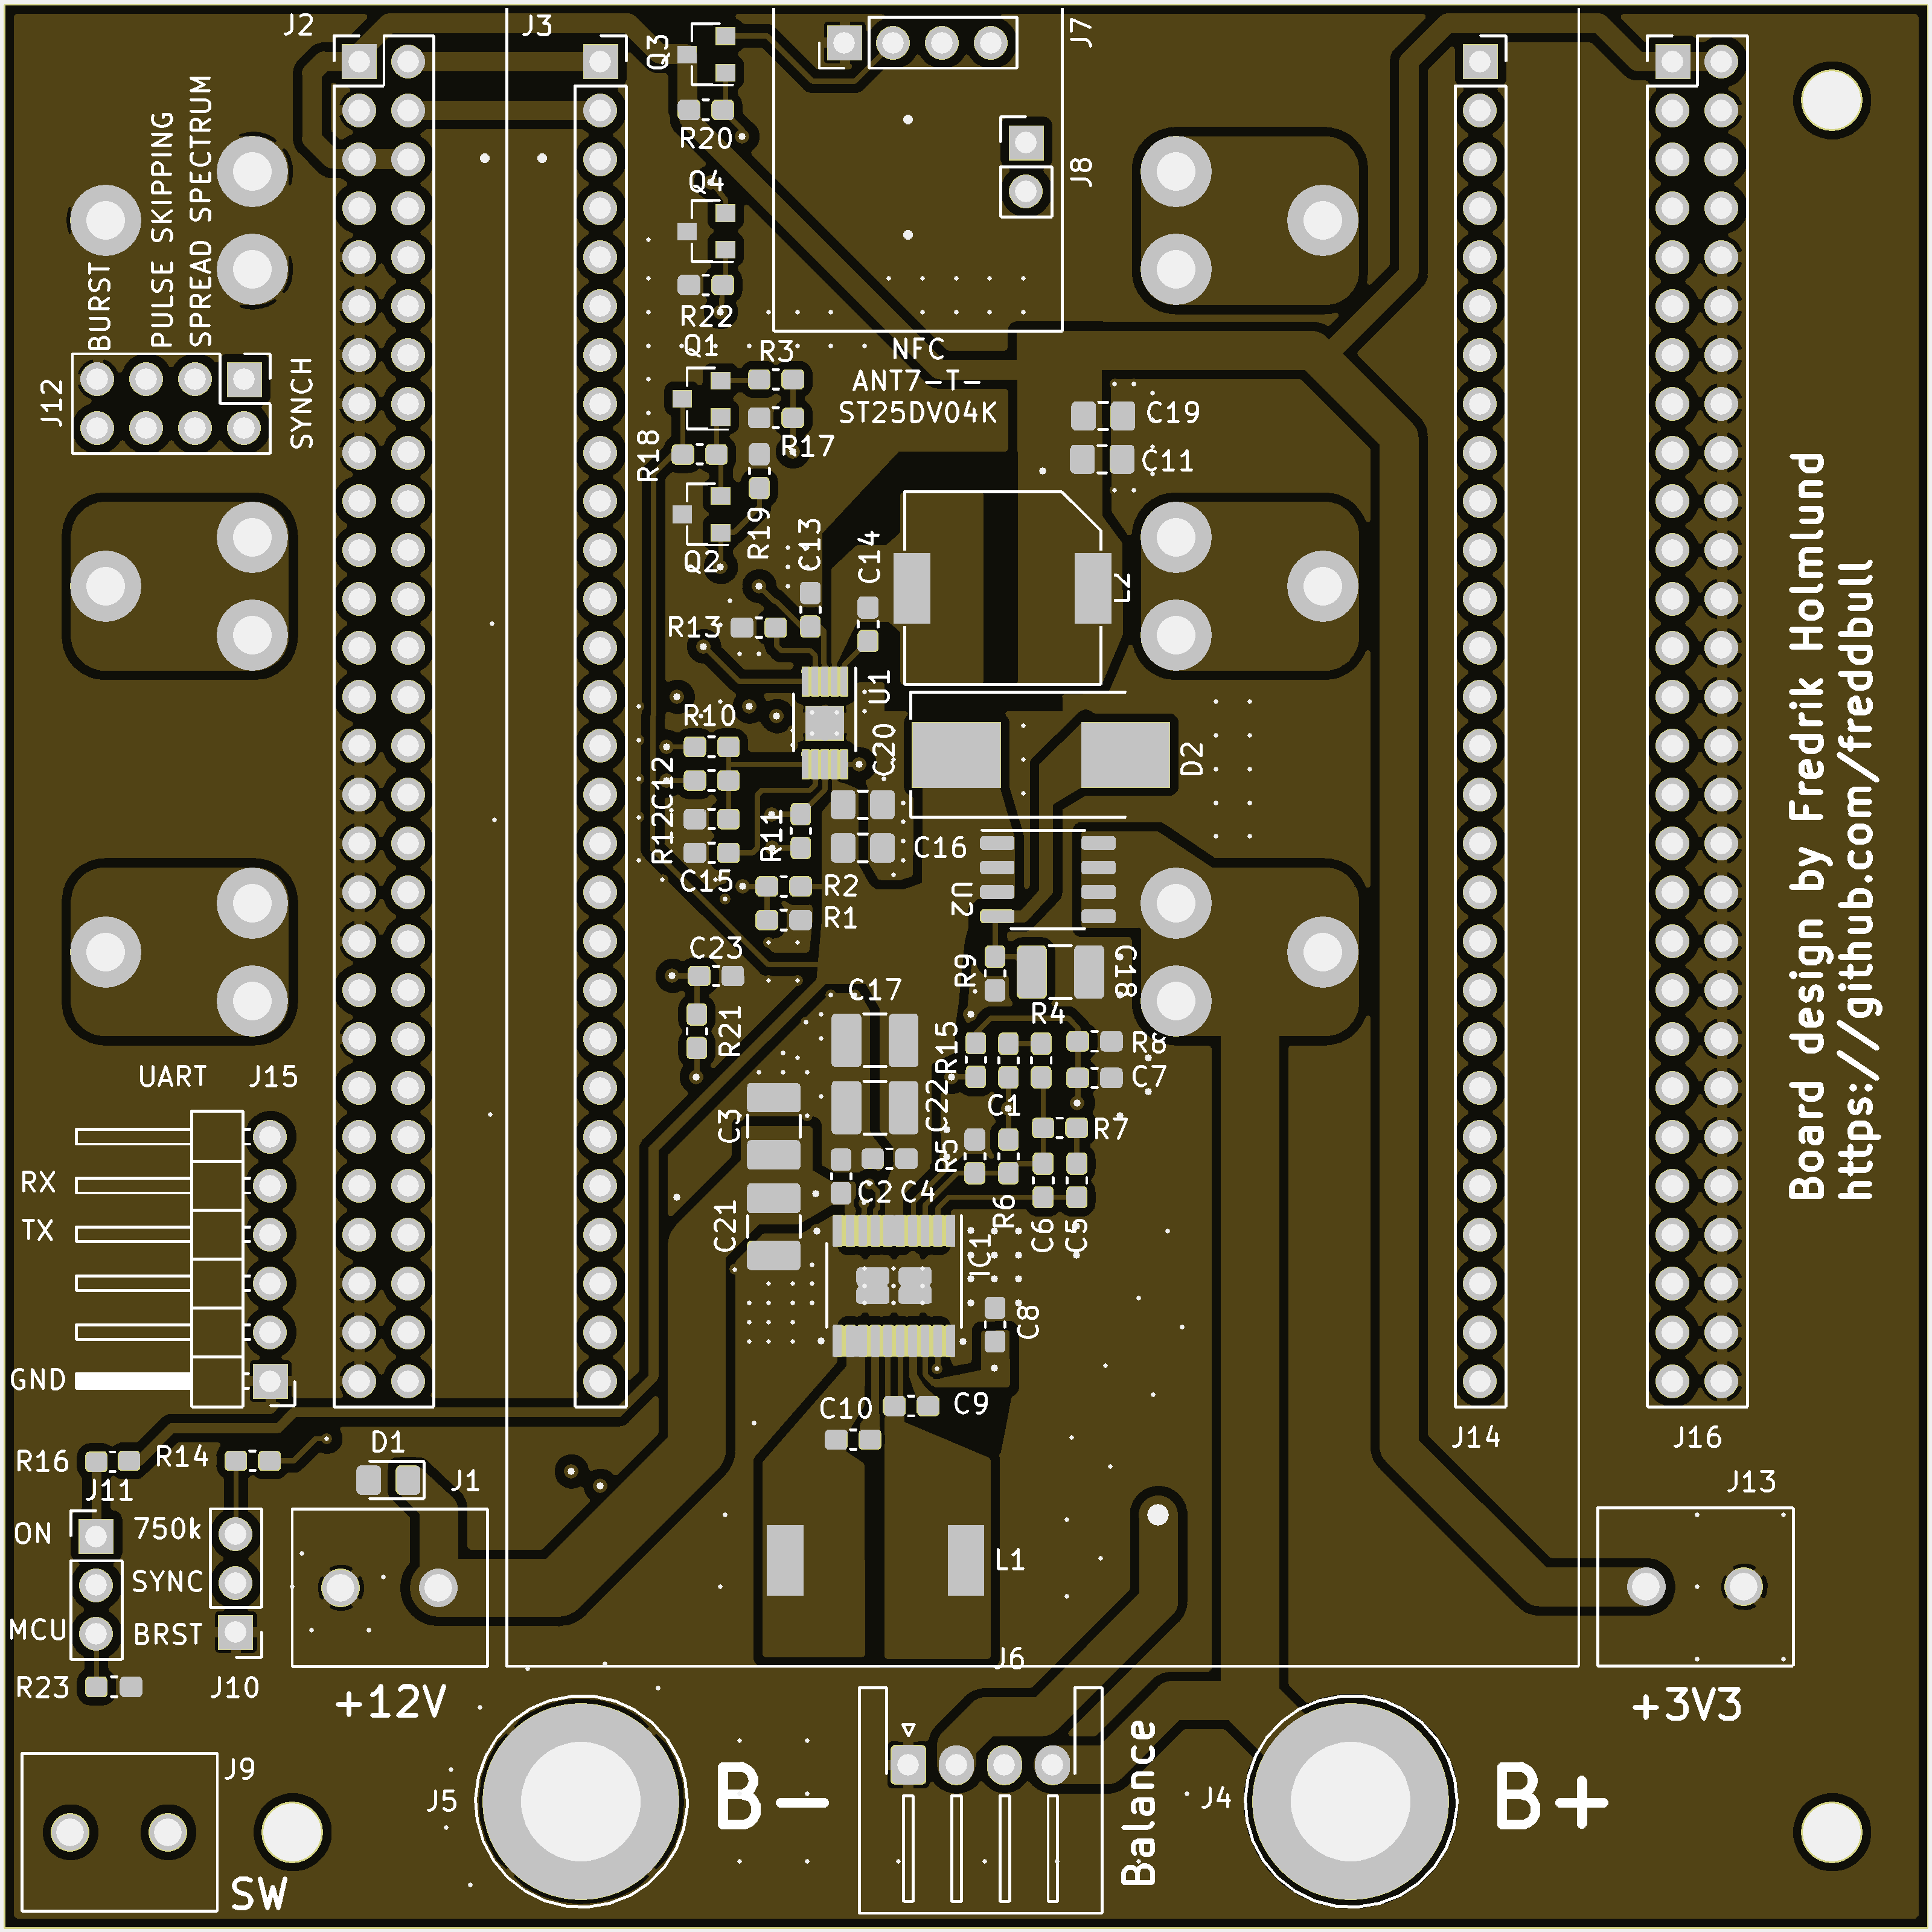 J2
J3
Q3
J7
R20
J8
Q4
R22
PULSE SKIPPING
SPREAD SPECTRUM
BURST
SYNCH
J12
Q1
R3
NFC
ANT7-T-
ST25DV04K
R17
R18
C19
C11
R19
Q2
C13
C14
L2
R13
U1
R10
C20
D2
C12
R12
R11
C16
C15
R2
R1
U2
C23
R9
C18
C17
R21
R4
R15
R8
C7
C22
C1
C3
R7
R5
C2
C4
R6
C21
C6
C5
IC1
C8
UART
J15
RX
TX
GND
Board design by Fredrik Holmlund
https://github.com/freddbull
C10
C9
R16
R14
D1
J1
J11
ON
750k
SYNC
MCU
BRST
R23
J10
+12V
L1
J6
J14
J16
J13
+3V3
J9
SW
J5
B-
Balance
J4
B+